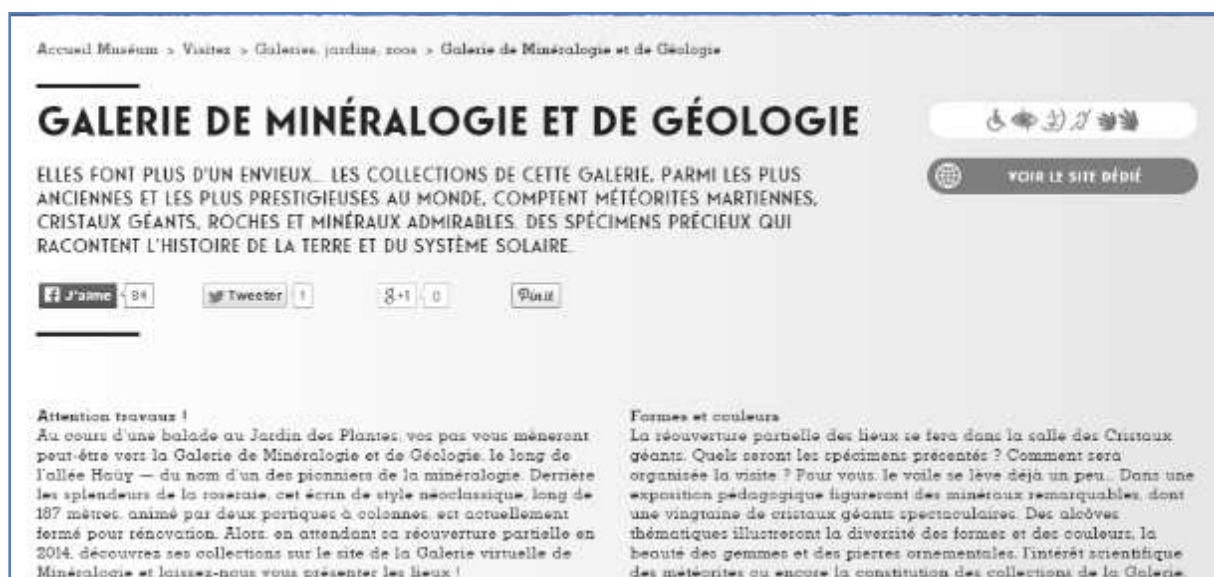 Accueil Muséum > Visitez > Galeries, jardins, zoos > Galerie de Minéralogie et de Géologie
GALERIE DE MINÉRALOGIE ET DE GÉOLOGIE
VOIR LE SITE DÉDIÉ
ELLES FONT PLUS D'UN ENVIEUX... LES COLLECTIONS DE CETTE GALERIE, PARMI LES PLUS
ANCIENNES ET LES PLUS PRESTIGIEUSES AU MONDE, COMPTENT MÉTÉORITES MARTIENNES,
CRISTAUX GÉANTS, ROCHES ET MINÉRAUX ADMIRABLES. DES SPÉCIMENS PRÉCIEUX QUI
RACONTENT L'HISTOIRE DE LA TERRE ET DU SYSTÈME SOLAIRE.
J'aime 84 Tweeter 1 g+1 0 Pin it
Attention travaux !
Au cours d'une balade au Jardin des Plantes, vos pas vous mèneront
peut-être vers la Galerie de Minéralogie et de Géologie, le long de
l'allée Haüy — du nom d'un des pionniers de la minéralogie. Derrière
les splendeurs de la roseraie, cet écrin de style néoclassique, long de
187 mètres, animé par deux portiques à colonnes, est actuellement
fermé pour rénovation. Alors, en attendant sa réouverture partielle en
2014, découvrez ses collections sur le site de la Galerie virtuelle de
Minéralogie et laissez-nous vous présenter les lieux !
Formes et couleurs
La réouverture partielle des lieux se fera dans la salle des Cristaux
géants. Quels seront les spécimens présentés ? Comment sera
organisée la visite ? Pour vous, le voile se lève déjà un peu... Dans une
exposition pédagogique figureront des minéraux remarquables, dont
une vingtaine de cristaux géants spectaculaires. Des alcôves
thématiques illustreront la diversité des formes et des couleurs, la
beauté des gemmes et des pierres ornementales, l'intérêt scientifique
des météorites ou encore la constitution des collections de la Galerie.